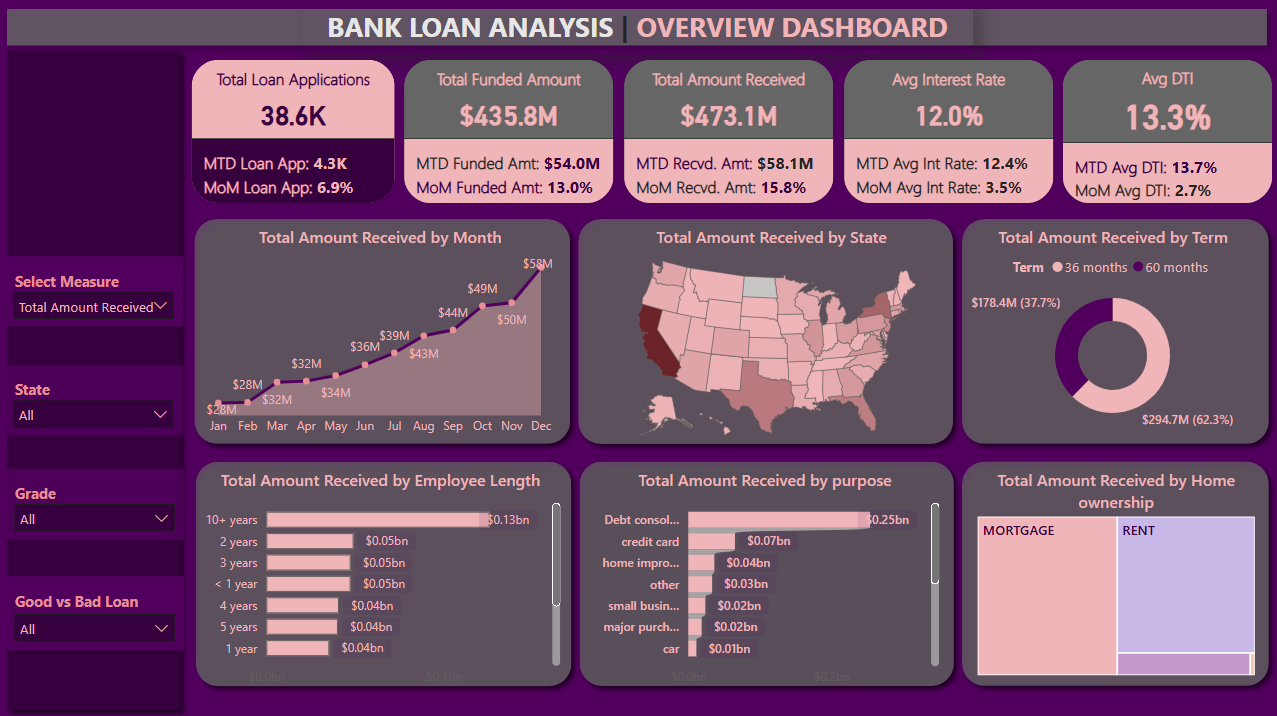 BANK LOAN ANALYSIS | OVERVIEW DASHBOARD
Total Loan Applications
38.6K
MTD Loan App: 4.3K
MoM Loan App: 6.9%
Total Funded Amount
$435.8M
MTD Funded Amt: $54.0M
MoM Funded Amt: 13.0%
Total Amount Received
$473.1M
MTD Recvd. Amt: $58.1M
MoM Recvd. Amt: 15.8%
Avg Interest Rate
12.0%
MTD Avg Int Rate: 12.4%
MoM Avg Int Rate: 3.5%
Avg DTI
13.3%
MTD Avg DTI: 13.7%
MoM Avg DTI: 2.7%
Select Measure
Total Amount Received
State
All
Grade
All
Good vs Bad Loan
All
Total Amount Received by Month
$28M
$28M
$32M
$32M
$34M
$36M
$39M
$43M
$44M
$49M
$50M
$58M
Jan Feb Mar Apr May Jun Jul Aug Sep Oct Nov Dec
Total Amount Received by State
Total Amount Received by Term
Term 36 months 60 months
$178.4M (37.7%)
$294.7M (62.3%)
Total Amount Received by Employee Length
10+ years $0.13bn
2 years $0.05bn
3 years $0.05bn
< 1 year $0.05bn
4 years $0.04bn
5 years $0.04bn
1 year $0.04bn
$0.0bn $0.1bn
Total Amount Received by purpose
Debt consol... $0.25bn
credit card $0.07bn
home impro... $0.04bn
other $0.03bn
small busin... $0.02bn
major purch... $0.02bn
car $0.01bn
$0.0bn $0.2bn
Total Amount Received by Home
ownership
MORTGAGE
RENT